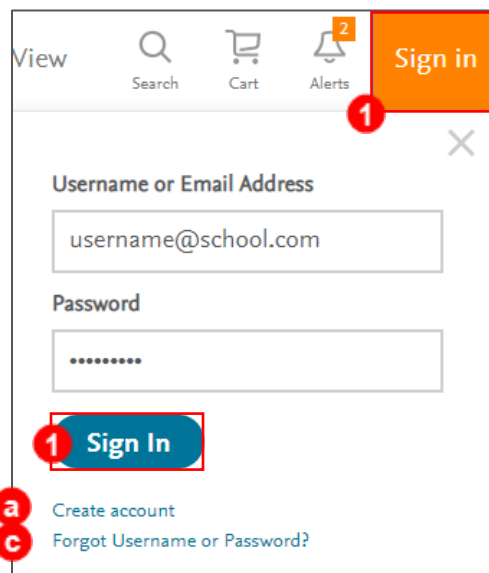 View
Search
Cart
2
Alerts
Sign in
1
Username or Email Address
username@school.com
Password
•••••••••
1 Sign In
a Create account
c Forgot Username or Password?